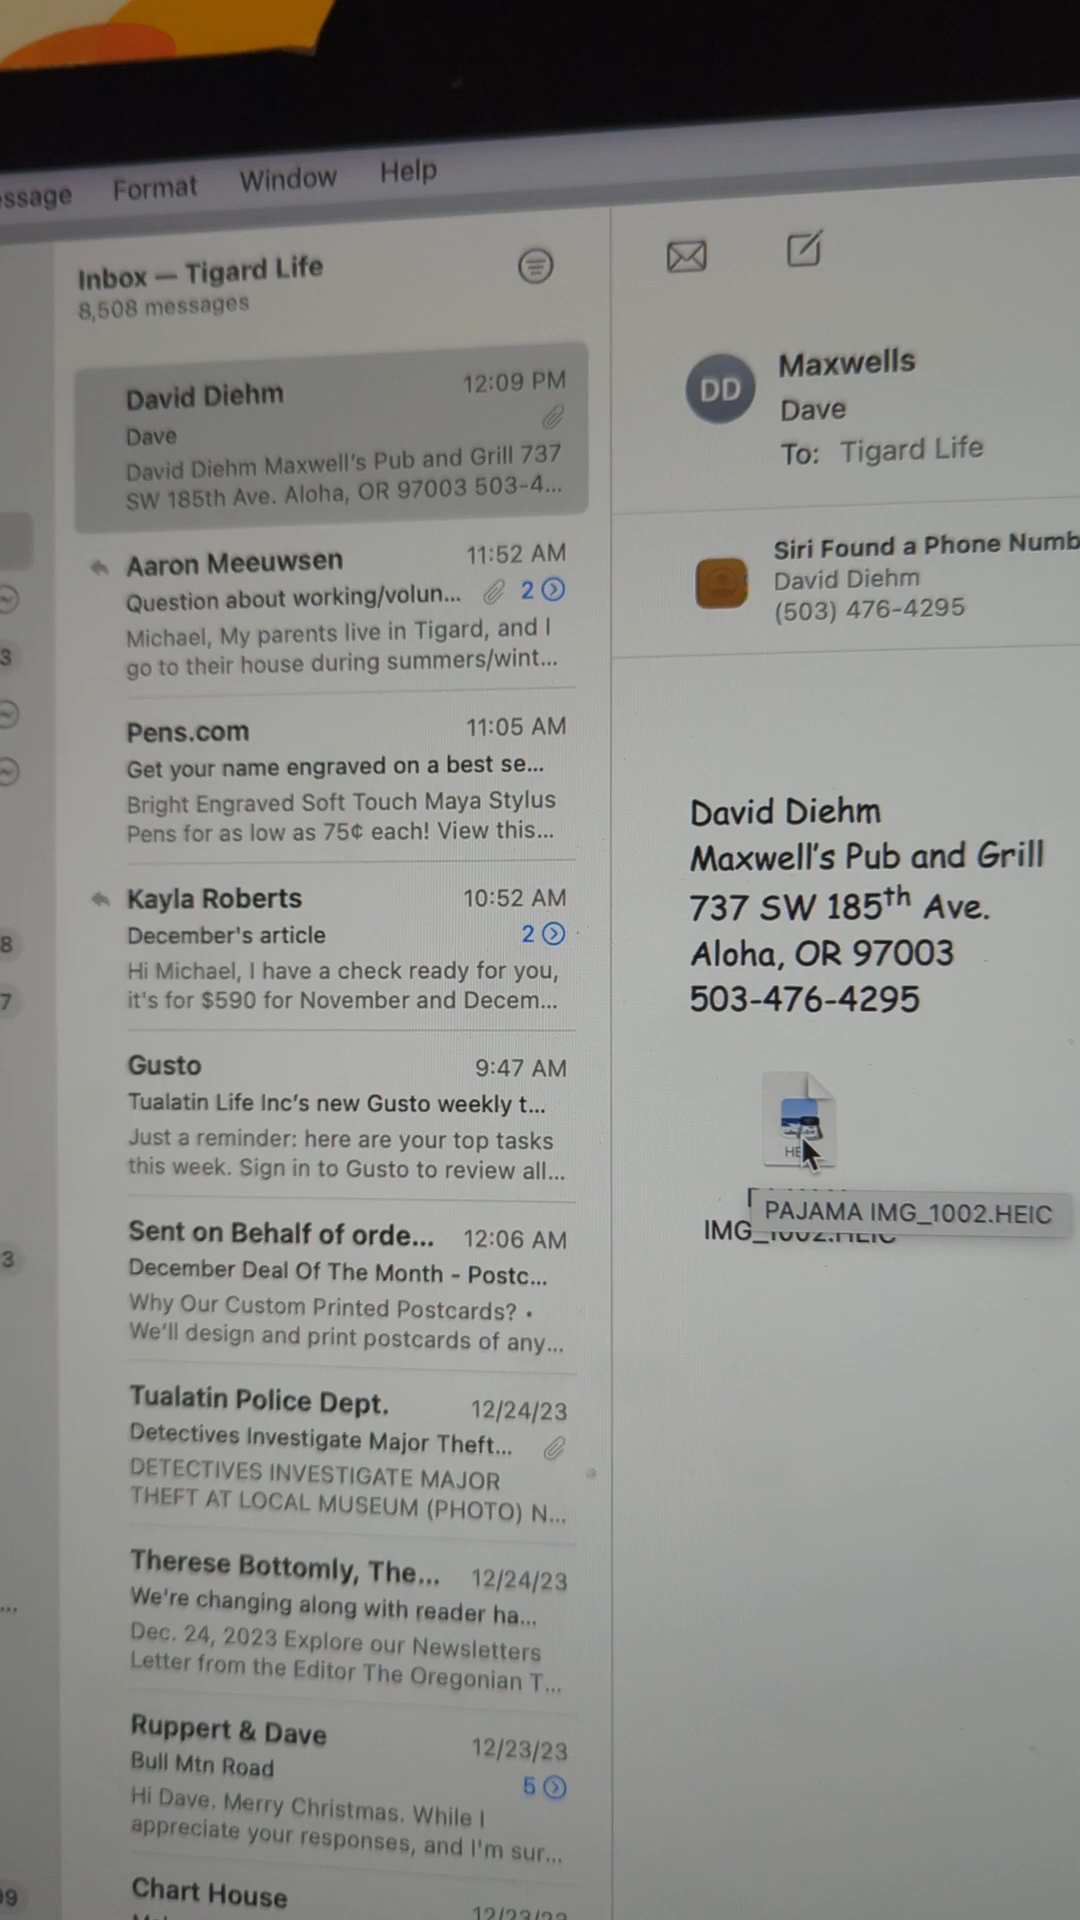 Format Window Help
Inbox — Tigard Life
8,508 messages
David Diehm 12:09 PM
Dave
David Diehm Maxwell's Pub and Grill 737
SW 185th Ave. Aloha, OR 97003 503-4...
Aaron Meeuwsen 11:52 AM
Question about working/volun... 2
Michael, My parents live in Tigard, and I
go to their house during summers/wint...
Pens.com 11:05 AM
Get your name engraved on a best se...
Bright Engraved Soft Touch Maya Stylus
Pens for as low as 75¢ each! View this...
Kayla Roberts 10:52 AM
December's article 2
Hi Michael, I have a check ready for you,
it's for $590 for November and Decem...
Gusto 9:47 AM
Tualatin Life Inc's new Gusto weekly t...
Just a reminder: here are your top tasks
this week. Sign in to Gusto to review all...
Sent on Behalf of orde... 12:06 AM
December Deal Of The Month - Postc...
Why Our Custom Printed Postcards? •
We'll design and print postcards of any...
Tualatin Police Dept. 12/24/23
Detectives Investigate Major Theft...
DETECTIVES INVESTIGATE MAJOR
THEFT AT LOCAL MUSEUM (PHOTO) N...
Therese Bottomly, The... 12/24/23
We're changing along with reader ha...
Dec. 24, 2023 Explore our Newsletters
Letter from the Editor The Oregonian T...
Ruppert & Dave 12/23/23
Bull Mtn Road 5
Hi Dave. Merry Christmas. While I
appreciate your responses, and I'm sur...
Chart House 12/23/23
DD Maxwells
Dave
To: Tigard Life
Siri Found a Phone Numb
David Diehm
(503) 476-4295
David Diehm
Maxwell's Pub and Grill
737 SW 185th Ave.
Aloha, OR 97003
503-476-4295
PAJAMA IMG_1002.HEIC
IMG_1002.HEIC